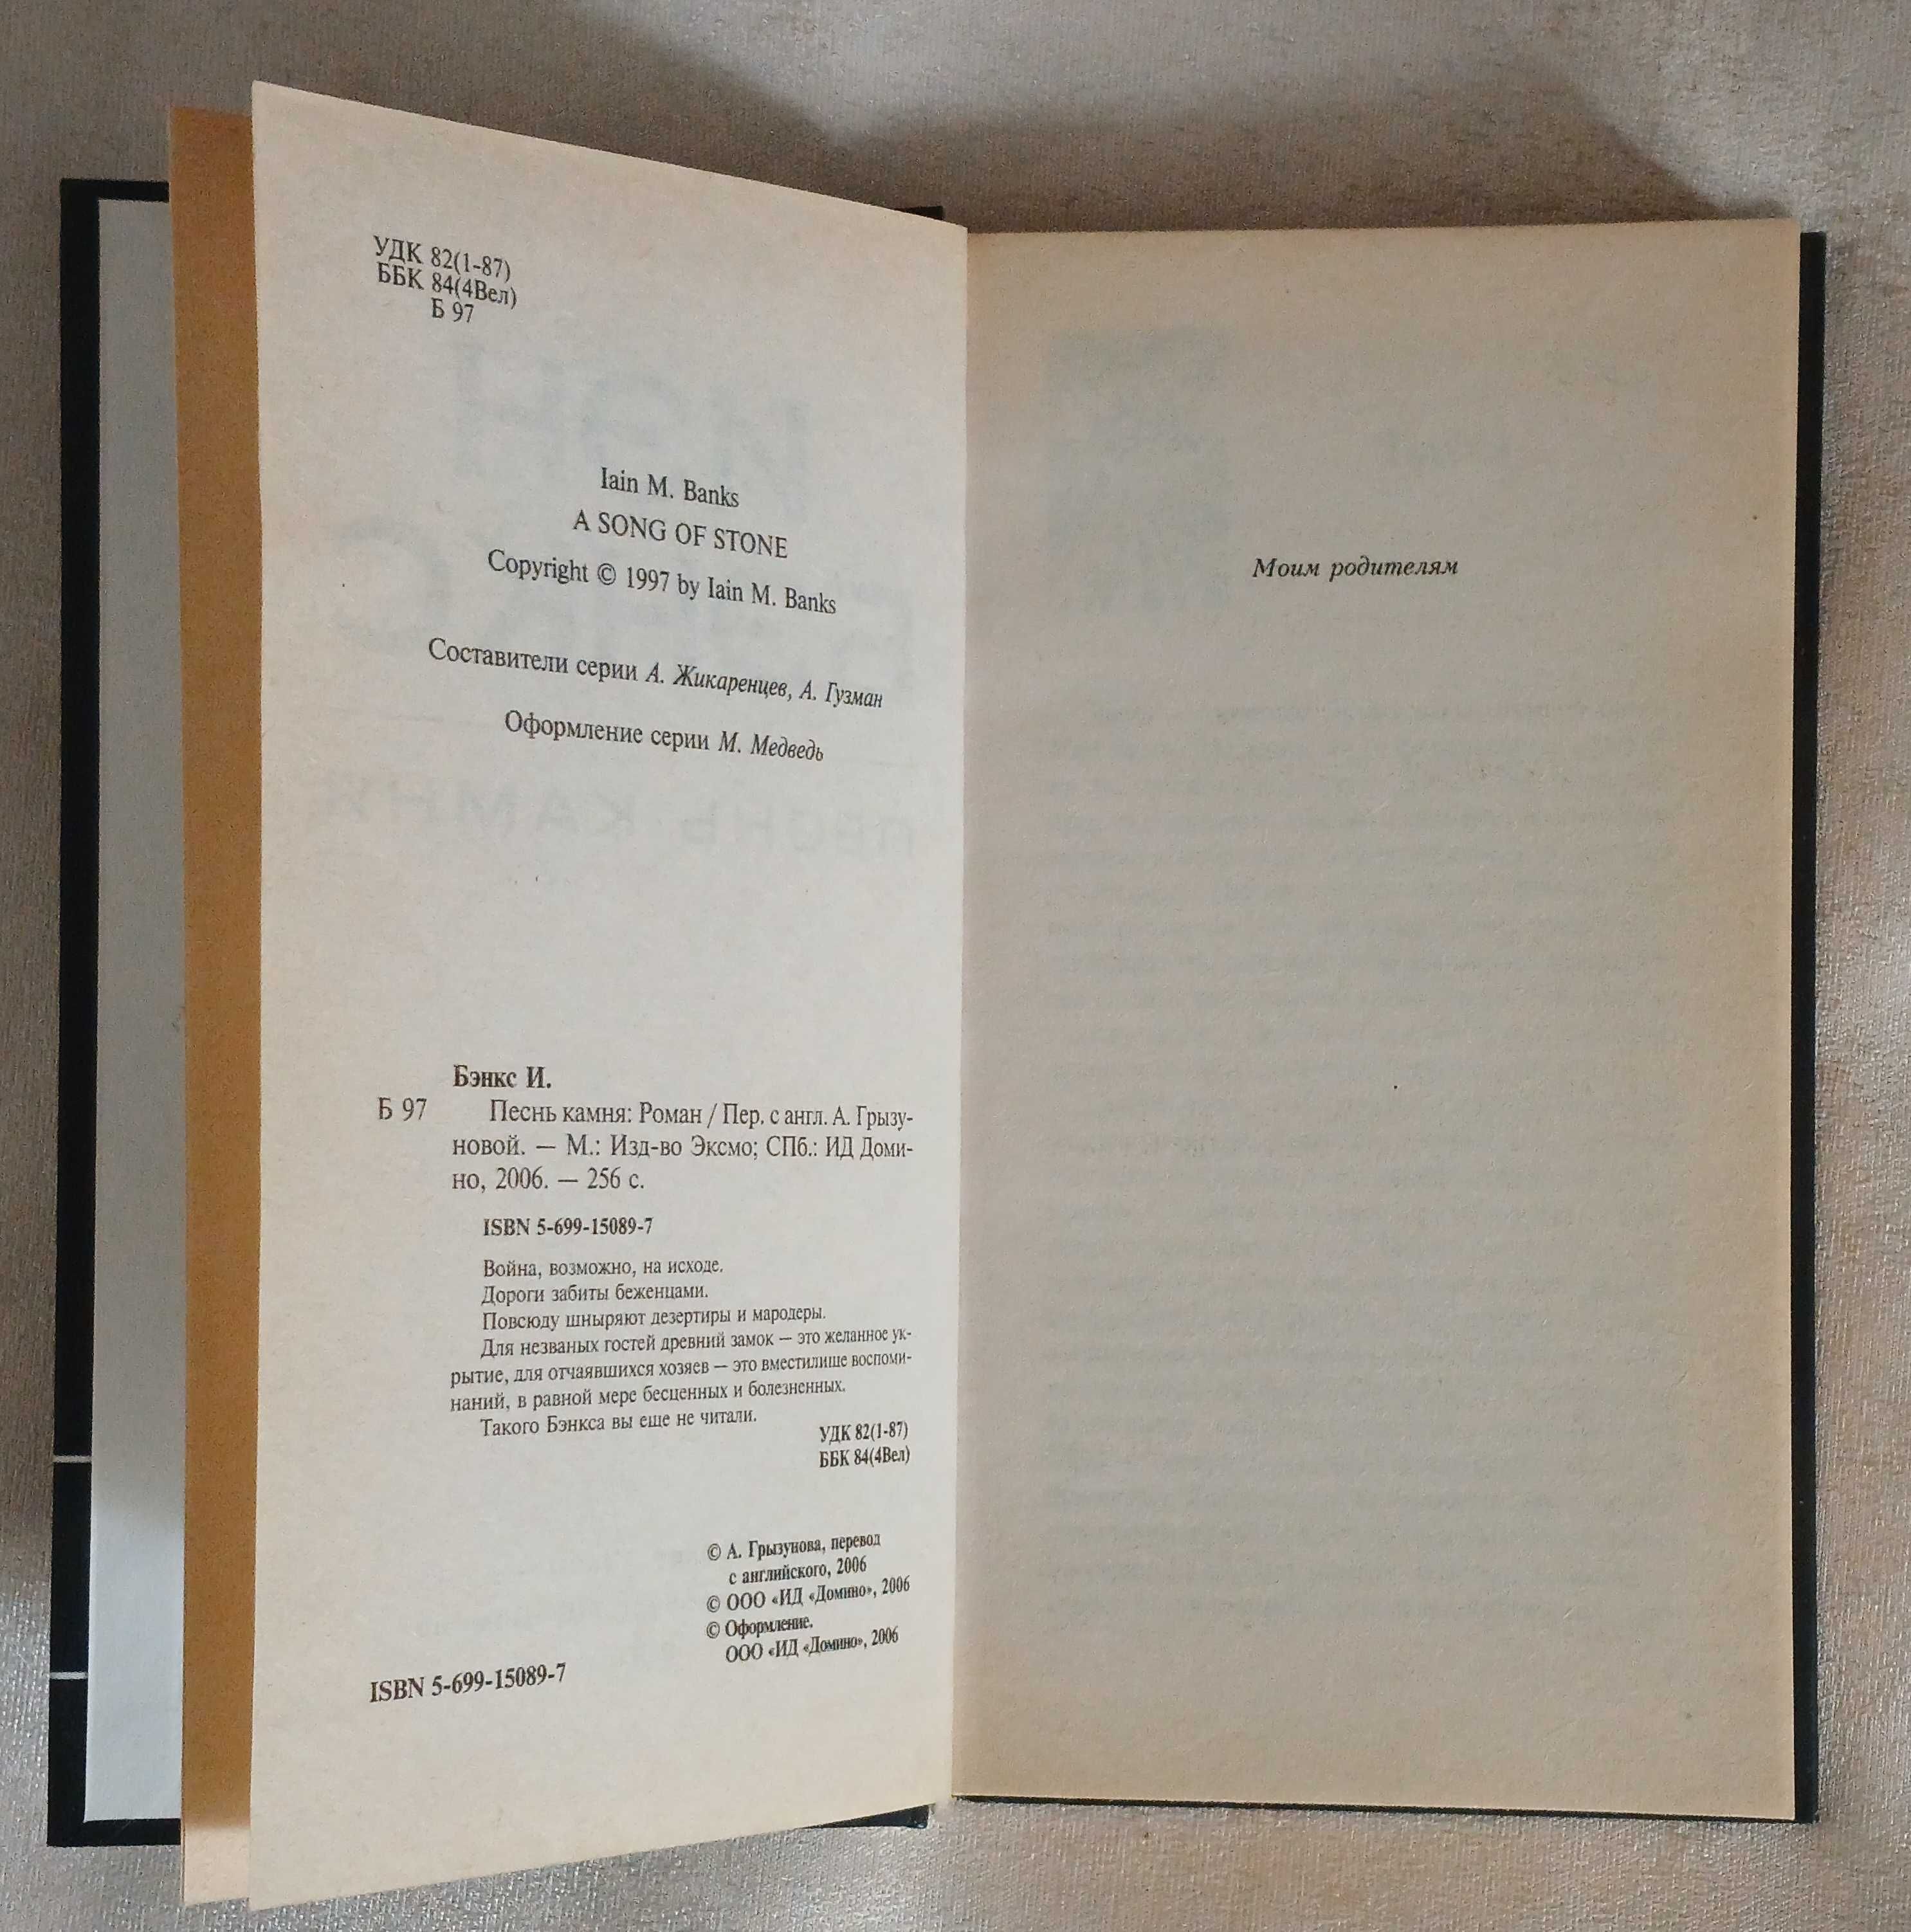 УДК 82(1-87)
ББК 84(4Вел)
Б 97
Iain M. Banks
A SONG OF STONE
Copyright © 1997 by Iain M. Banks
Составители серии А. Жикаренцев, А. Гузман
Оформление серии М. Медведь
Бэнкс И.
Б 97 Песнь камня: Роман / Пер. с англ. А. Грызу-
новой. — М.: Изд-во Эксмо; СПб.: ИД Доми-
но, 2006. — 256 с.
ISBN 5-699-15089-7
Война, возможно, на исходе.
Дороги забиты беженцами.
Повсюду шныряют дезертиры и мародеры.
Для незваных гостей древний замок — это желанное ук-
рытие, для отчаявшихся хозяев — это вместилище воспоми-
наний, в равной мере бесценных и болезненных.
Такого Бэнкса вы еще не читали.
УДК 82(1-87)
ББК 84(4Вел)
© А. Грызунова, перевод
с английского, 2006
© ООО «ИД «Домино», 2006
© Оформление.
ООО «ИД «Домино», 2006
ISBN 5-699-15089-7
Моим родителям